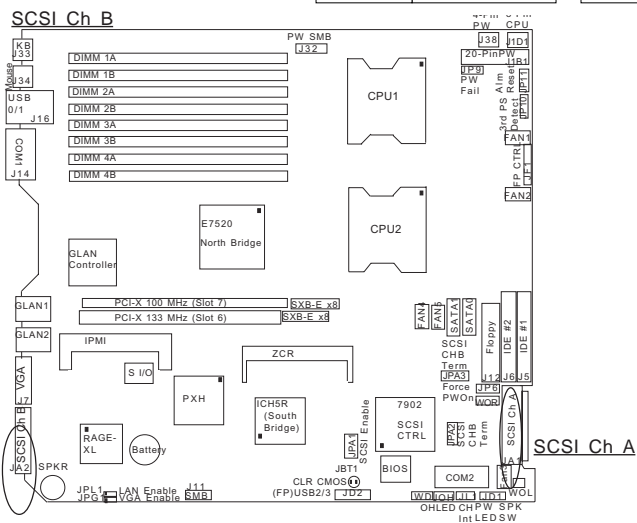 SCSI Ch B
4-Pin
PW CPU
KB
J33
PW SMB
J32
J38
J1D1
20-PinPW
J1B1
Mouse
J34
JP9
PW
Fail
Alm Reset
JP11
3rd PS Detect
JP10
USB
0/1
J16
DIMM 1A
DIMM 1B
DIMM 2A
DIMM 2B
DIMM 3A
DIMM 3B
DIMM 4A
DIMM 4B
CPU1
COM1
J14
FAN1
FP CTRL
JF1
FAN2
E7520
North Bridge
CPU2
GLAN
Controller
GLAN1
GLAN2
PCI-X 100 MHz (Slot 7)
SXB-E x8
PCI-X 133 MHz (Slot 6)
SXB-E x8
FAN4
FAN5
SATA1
SATA0
Floppy
J12
IDE #2
J6
IDE #1
J5
IPMI
ZCR
SCSI
CHB
Term
JPA3
Force
PWOn
JP6
WOR
VGA
J7
S I/O
PXH
ICH5R
(South
Bridge)
7902
SCSI
CTRL
SCSI Enable
JPA1
JPA2
SCSI
CHB
Term
SCSI Ch A
JA1
SCSI Ch A
SCSI Ch B
JA2
RAGE-
XL
Battery
SPKR
BIOS
COM2
Fan3
JBT1
CLR CMOS
(FP)USB2/3
JD2
JPL1
LAN Enable
JPG1
VGA Enable
J11
SMB
WD
JOH
JL1
JD1
WOL
OHLED
CH
Int
PW
LED
SPK
SW